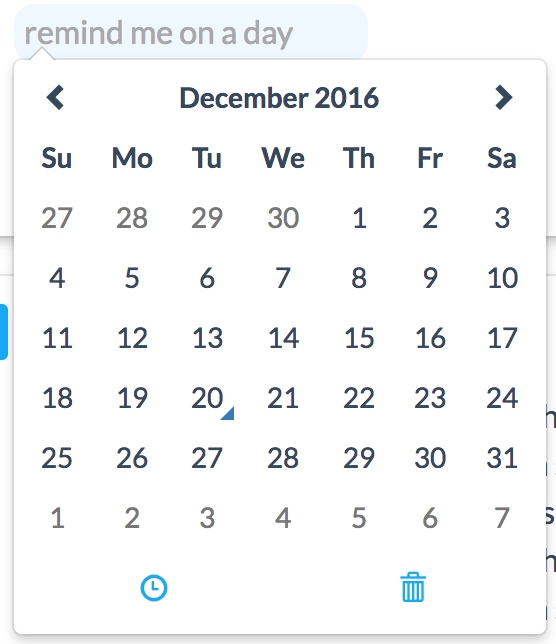 remind me on a day
December 2016
Su Mo Tu We Th Fr Sa
27 28 29 30 1 2 3
4 5 6 7 8 9 10
11 12 13 14 15 16 17
18 19 20 21 22 23 24
25 26 27 28 29 30 31
1 2 3 4 5 6 7